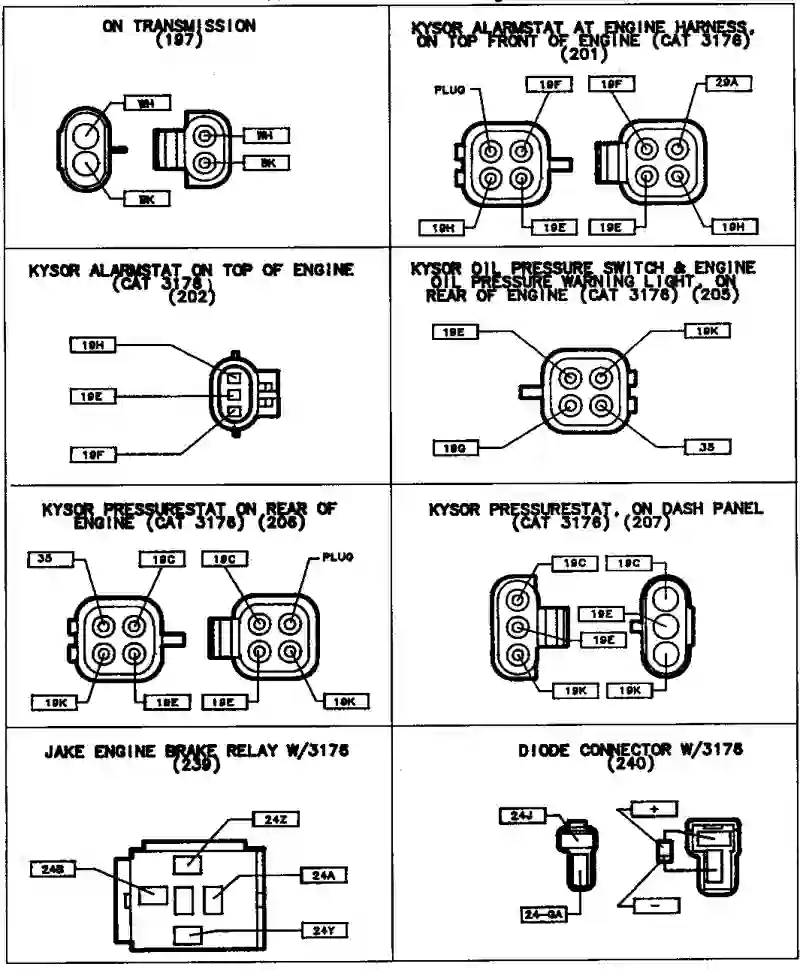 ON TRANSMISSION
(197)
WH
BK
WH
BK
KYSOR ALARMSTAT AT ENGINE HARNESS,
ON TOP FRONT OF ENGINE (CAT 3176)
(201)
PLUG
19F
19F
29A
19H
19E
19E
19H
KYSOR ALARMSTAT ON TOP OF ENGINE
(CAT 3176)
(202)
19H
19E
19F
KYSOR OIL PRESSURE SWITCH & ENGINE
OIL PRESSURE WARNING LIGHT, ON
REAR OF ENGINE (CAT 3176) (205)
19E
19K
19G
35
KYSOR PRESSURESTAT ON REAR OF
ENGINE (CAT 3176) (206)
35
19C
19C
PLUG
19K
19E
19E
19K
KYSOR PRESSURESTAT, ON DASH PANEL
(CAT 3176) (207)
19C
19C
19E
19E
19K
19K
JAKE ENGINE BRAKE RELAY W/3176
(239)
24Z
24B
24A
24Y
DIODE CONNECTOR W/3176
(240)
24J
+
24-GA
-